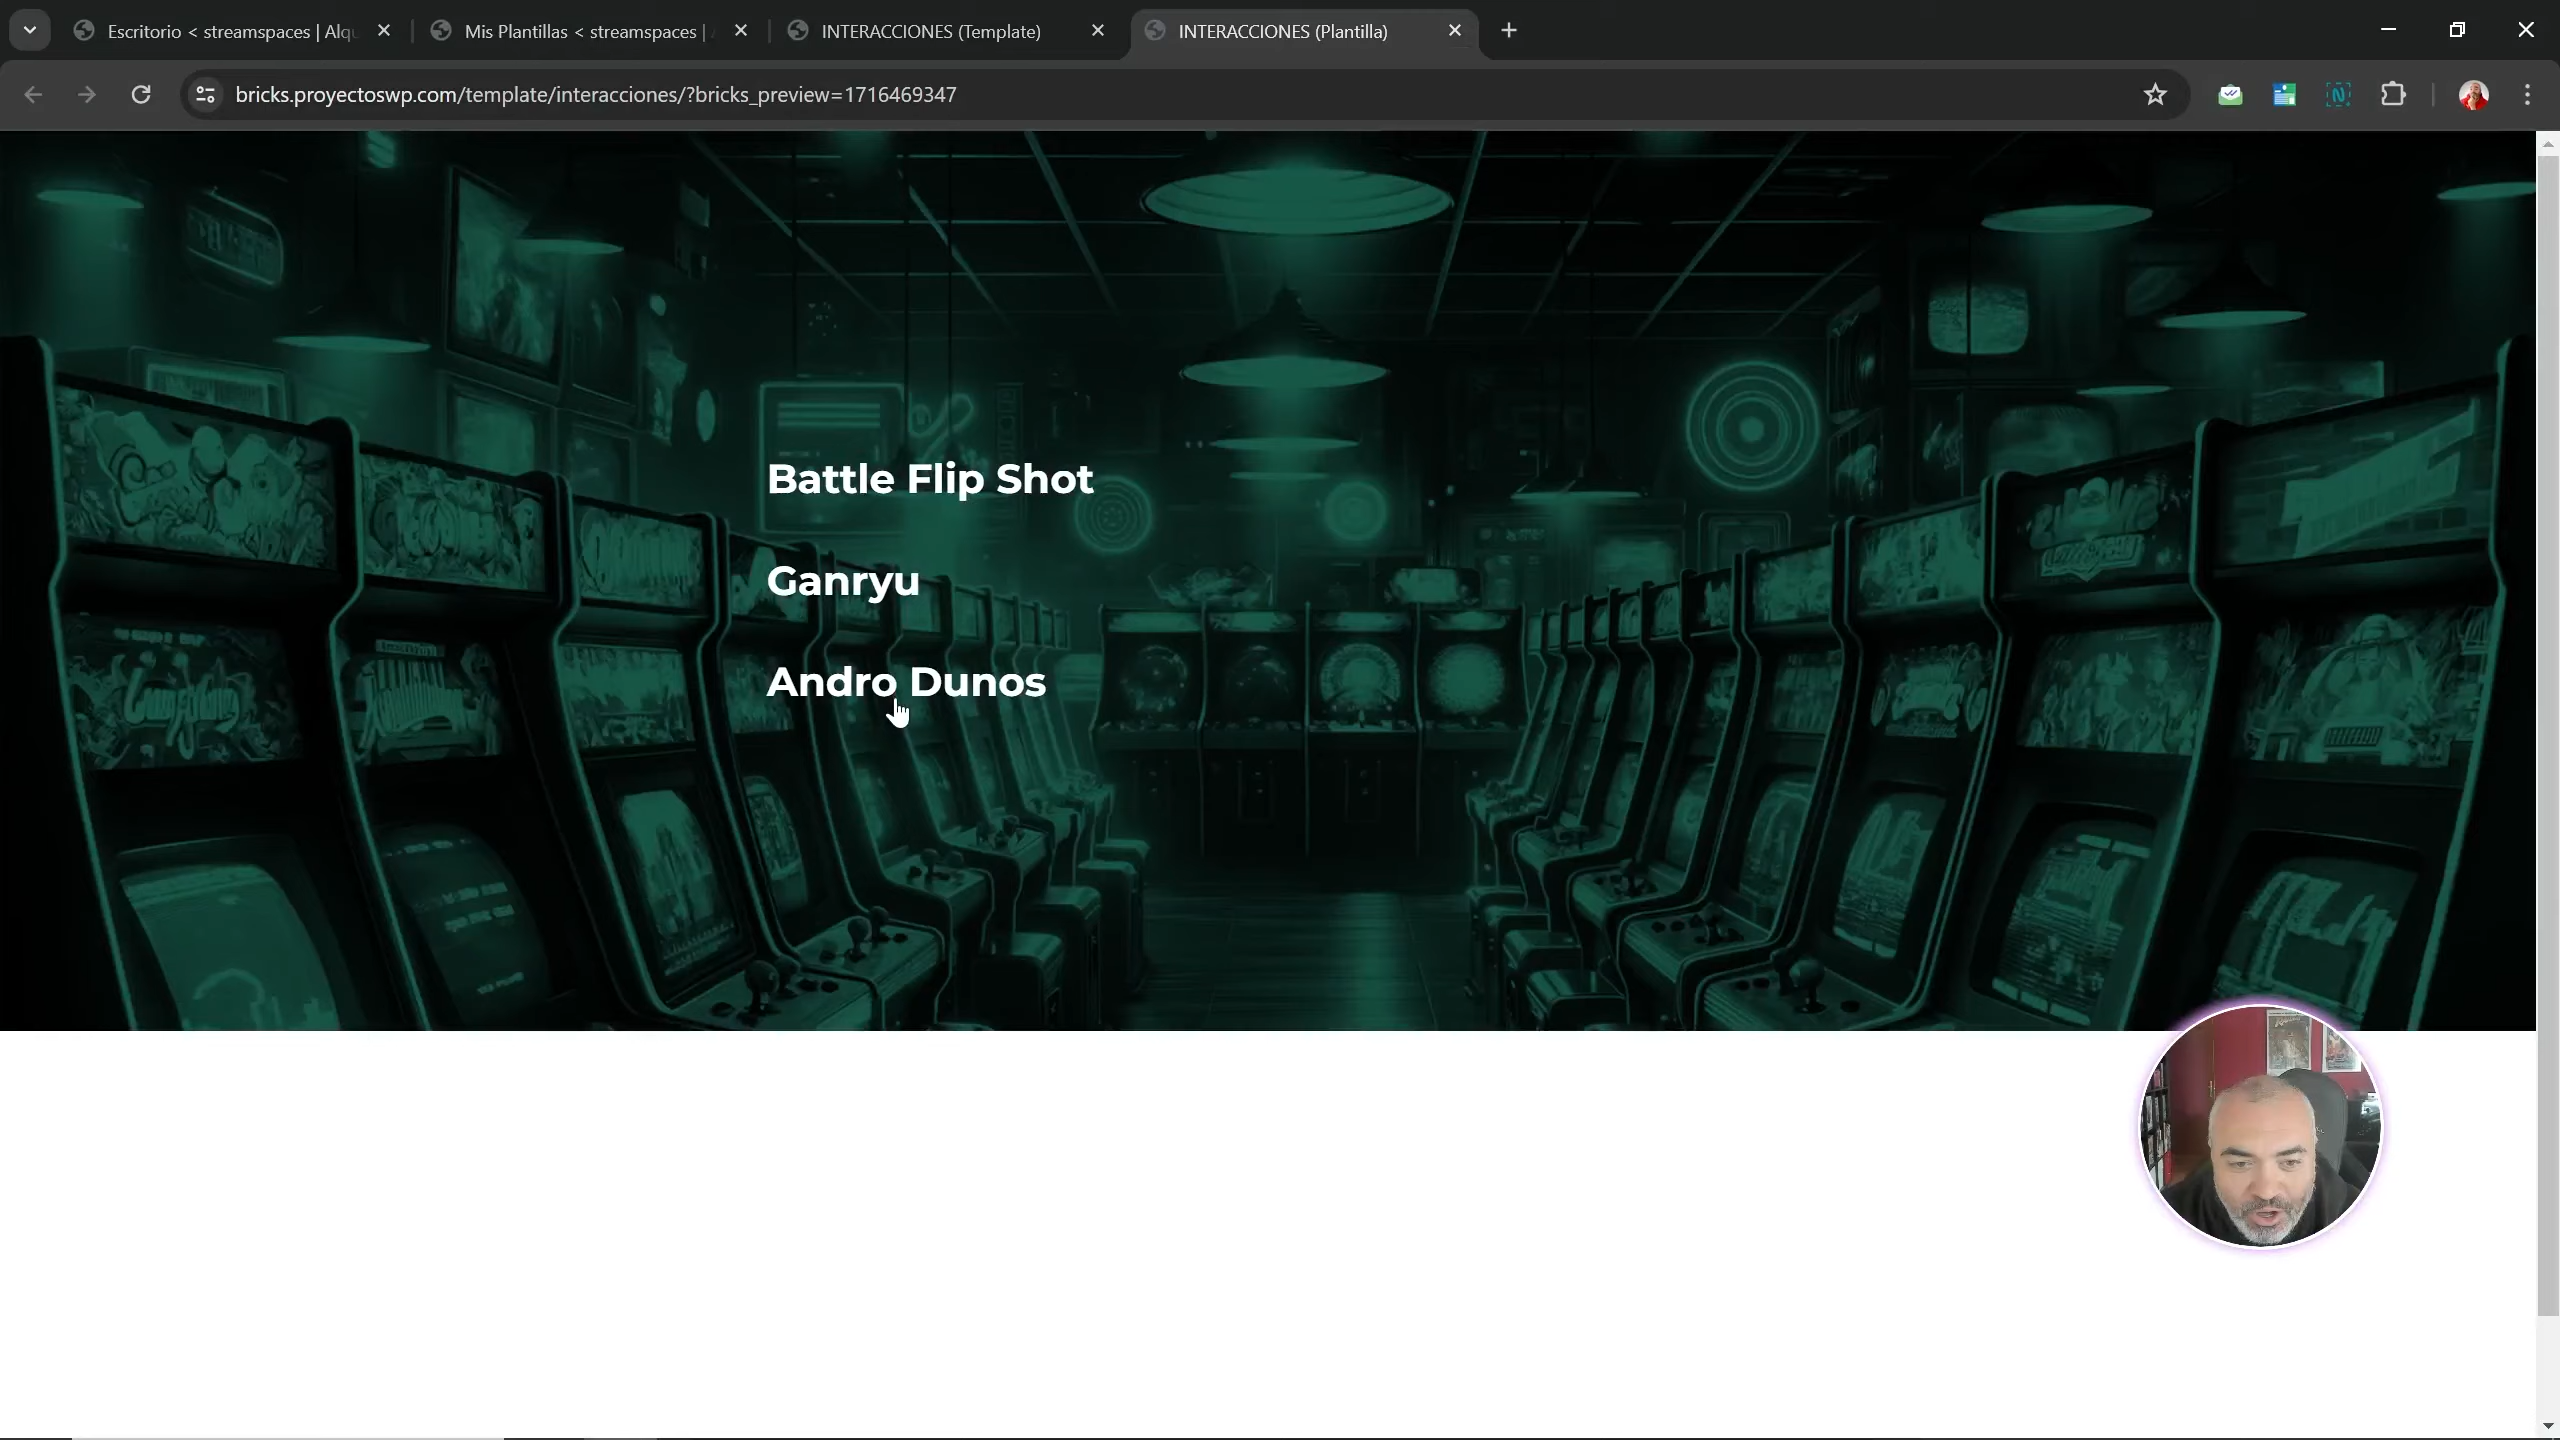 Escritorio < streamspaces | Alqu
Mis Plantillas < streamspaces |
INTERACCIONES (Template)
INTERACCIONES (Plantilla)
bricks.proyectoswp.com/template/interacciones/?bricks_preview=1716469347
Battle Flip Shot
Ganryu
Andro Dunos